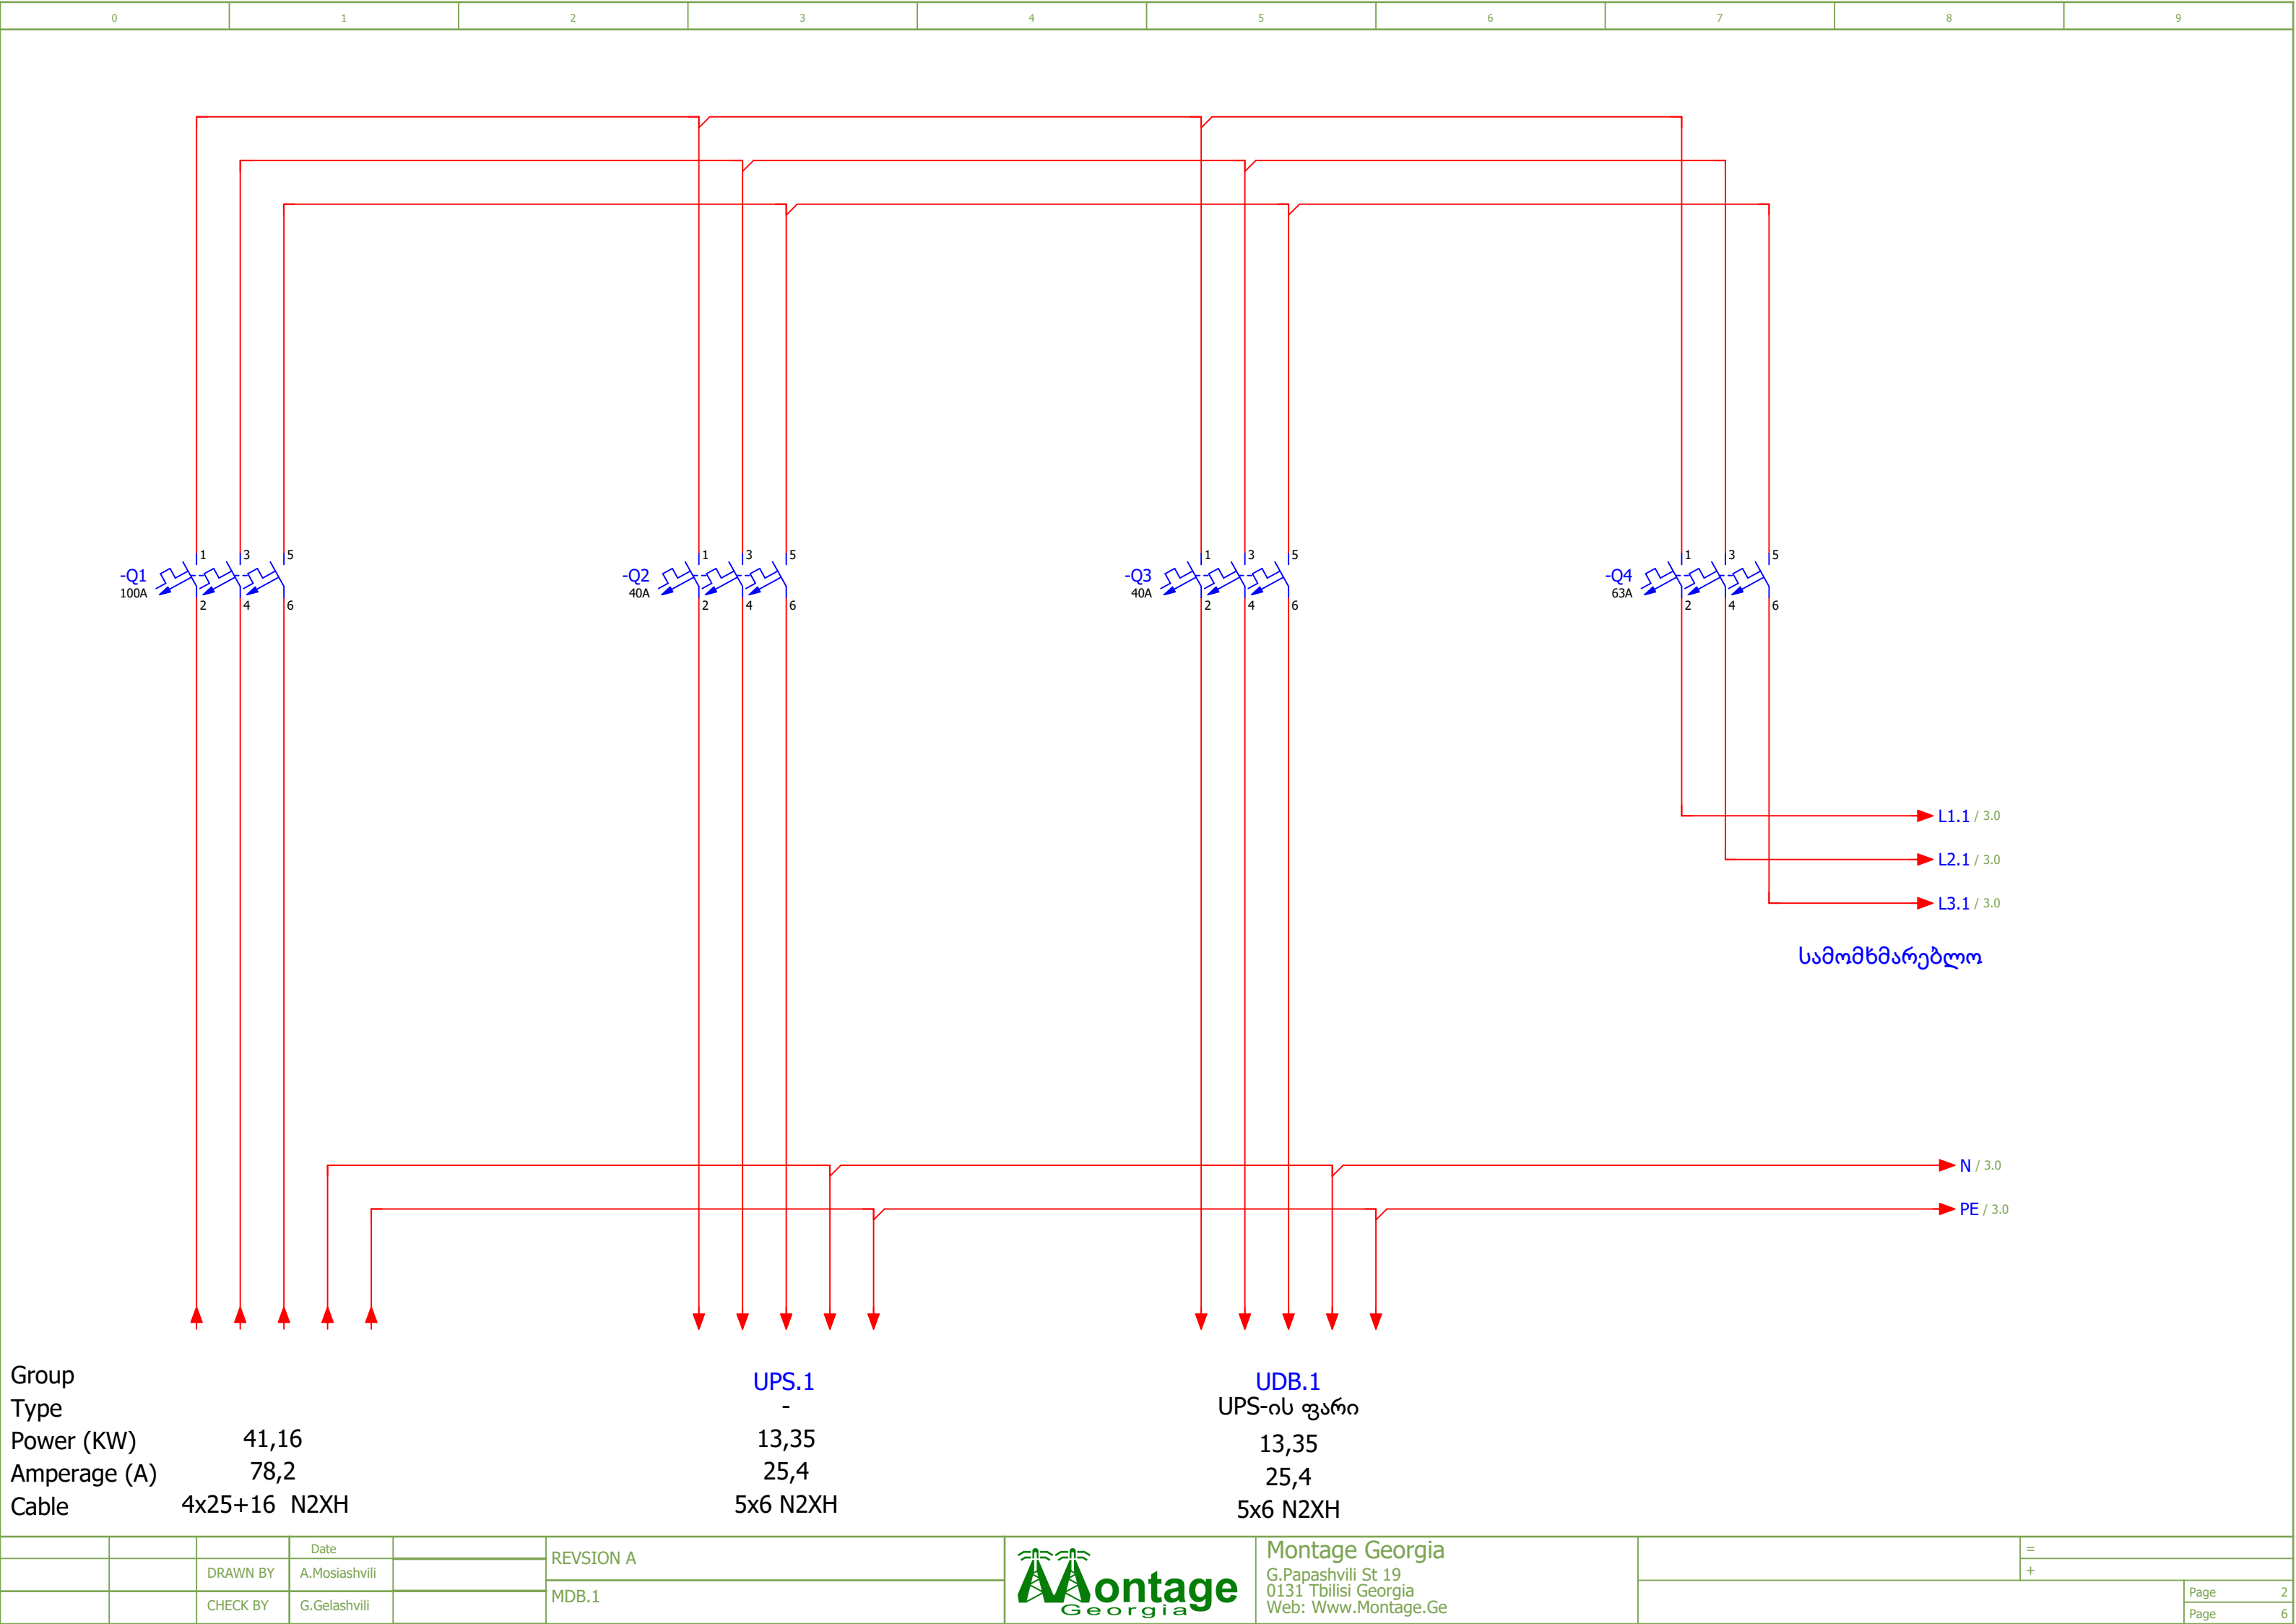 0 1 2 3 4 5 6 7 8 9
1 3 5
-Q1
100A
2 4 6
1 3 5
-Q2
40A
2 4 6
1 3 5
-Q3
40A
2 4 6
1 3 5
-Q4
63A
2 4 6
L1.1 / 3.0
L2.1 / 3.0
L3.1 / 3.0
სამომხმარებლო
N / 3.0
PE / 3.0
Group UPS.1 UDB.1
Type - UPS-ის ფარი
Power (KW) 41,16 13,35 13,35
Amperage (A) 78,2 25,4 25,4
Cable 4x25+16 N2XH 5x6 N2XH 5x6 N2XH
Date
DRAWN BY A.Mosiashvili
CHECK BY G.Gelashvili
REVSION A
MDB.1
Montage
Georgia
Montage Georgia
G.Papashvili St 19
0131 Tbilisi Georgia
Web: Www.Montage.Ge
=
+
Page 2
Page 6